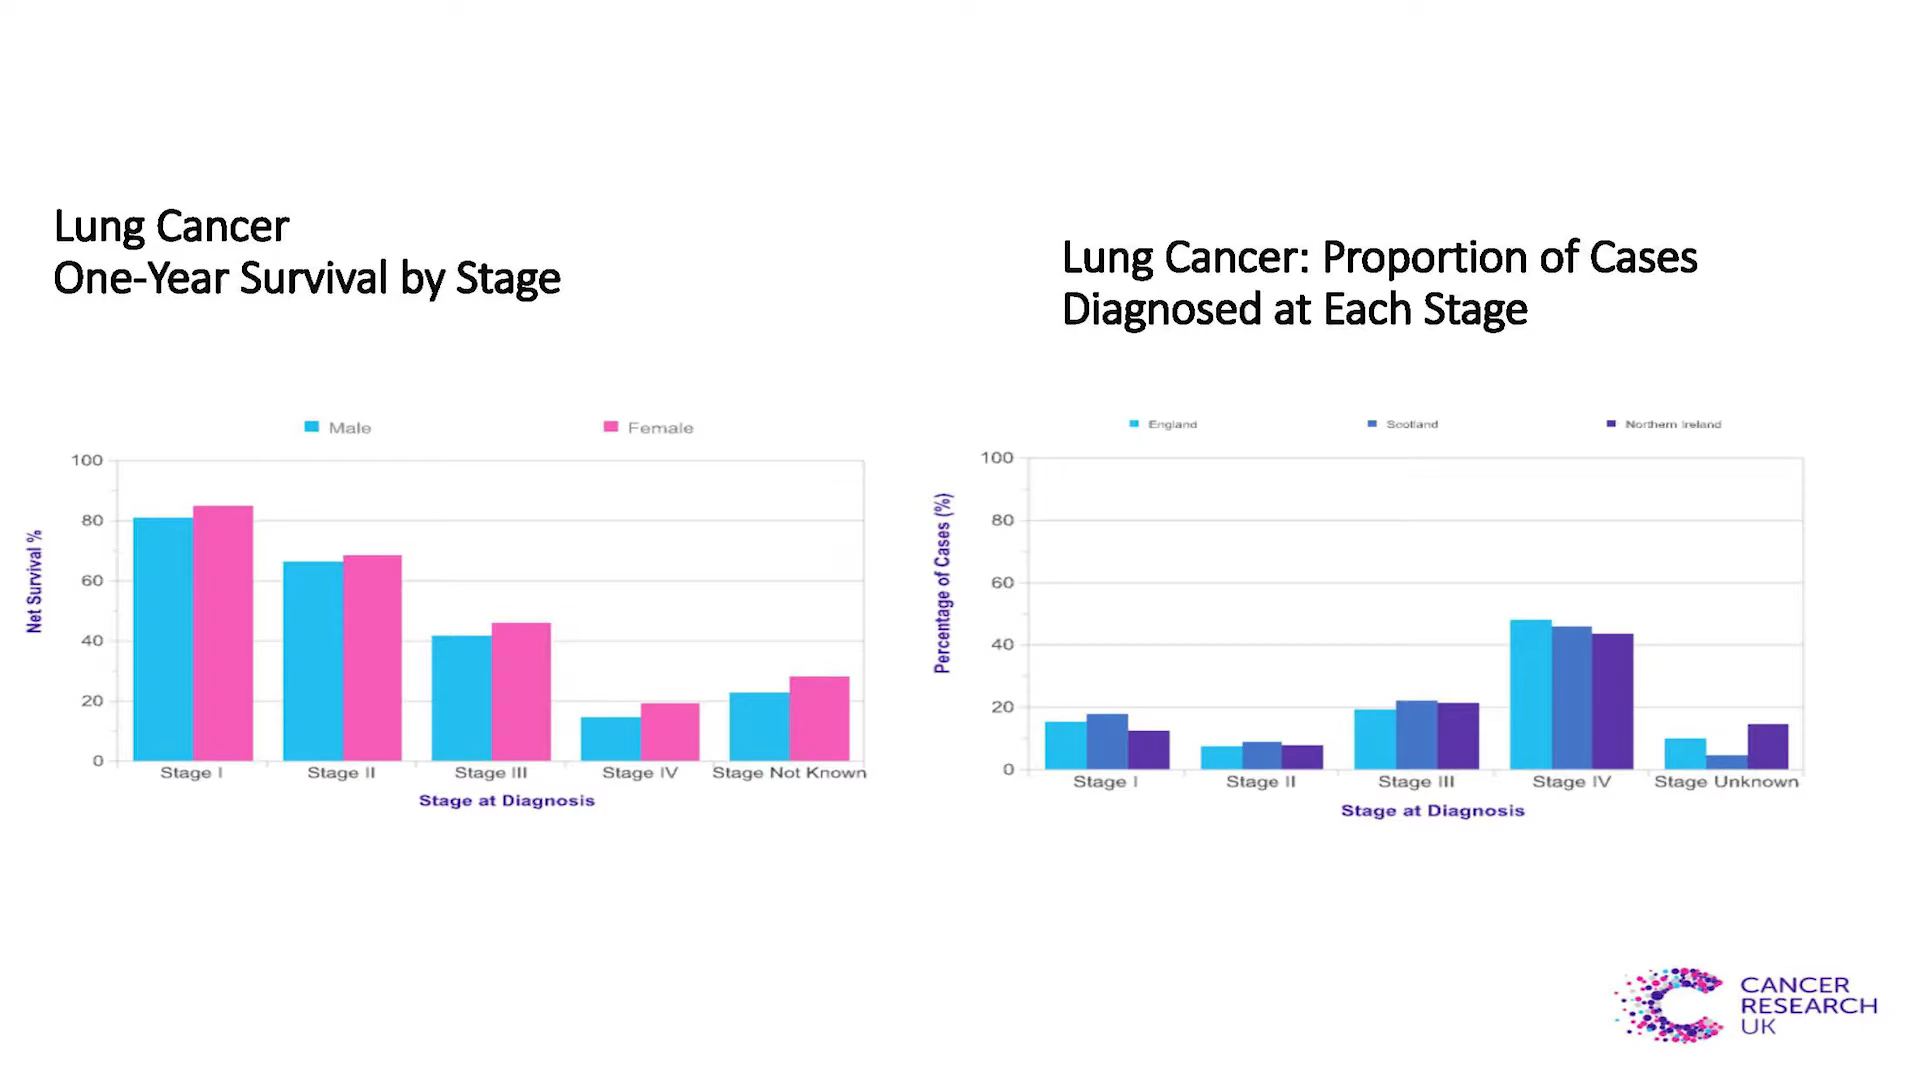 Lung Cancer
One-Year Survival by Stage
Male
Female
100
80
60
40
20
0
Net Survival %
Stage I
Stage II
Stage III
Stage IV
Stage Not Known
Stage at Diagnosis
Lung Cancer: Proportion of Cases
Diagnosed at Each Stage
England
Scotland
Northern Ireland
100
80
60
40
20
0
Percentage of Cases (%)
Stage I
Stage II
Stage III
Stage IV
Stage Unknown
Stage at Diagnosis
CANCER
RESEARCH
UK